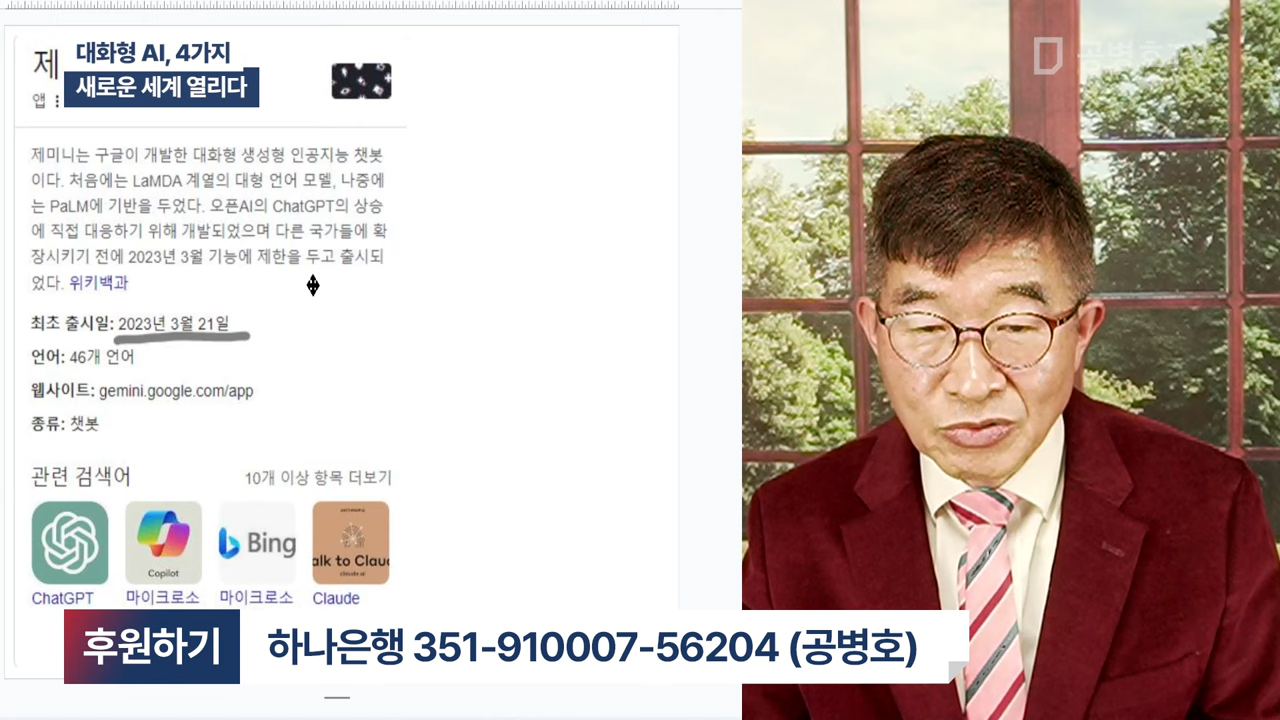 제
대화형 AI, 4가지
새로운 세계 열리다
앱
제미니는 구글이 개발한 대화형 생성형 인공지능 챗봇
이다. 처음에는 LaMDA 계열의 대형 언어 모델, 나중에
는 PaLM에 기반을 두었다. 오픈AI의 ChatGPT의 상승
에 직접 대응하기 위해 개발되었으며 다른 국가들에 확
장시키기 전에 2023년 3월 기능에 제한을 두고 출시되
었다. 위키백과
최초 출시일: 2023년 3월 21일
언어: 46개 언어
웹사이트: gemini.google.com/app
종류: 챗봇
관련 검색어
10개 이상 항목 더보기
Copilot
Bing
alk to Clau
claude.ai
ChatGPT
마이크로소
마이크로소
Claude
후원하기
하나은행 351-910007-56204 (공병호)
공병호TV